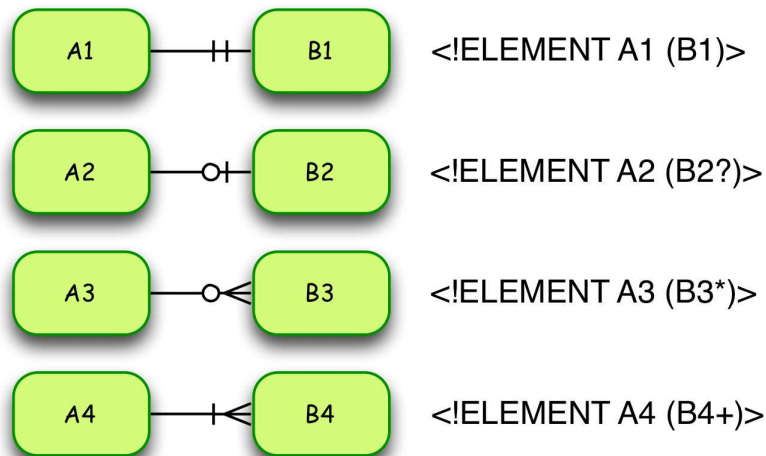 A1 B1 <!ELEMENT A1 (B1)>
A2 B2 <!ELEMENT A2 (B2?)>
A3 B3 <!ELEMENT A3 (B3*)>
A4 B4 <!ELEMENT A4 (B4+)>